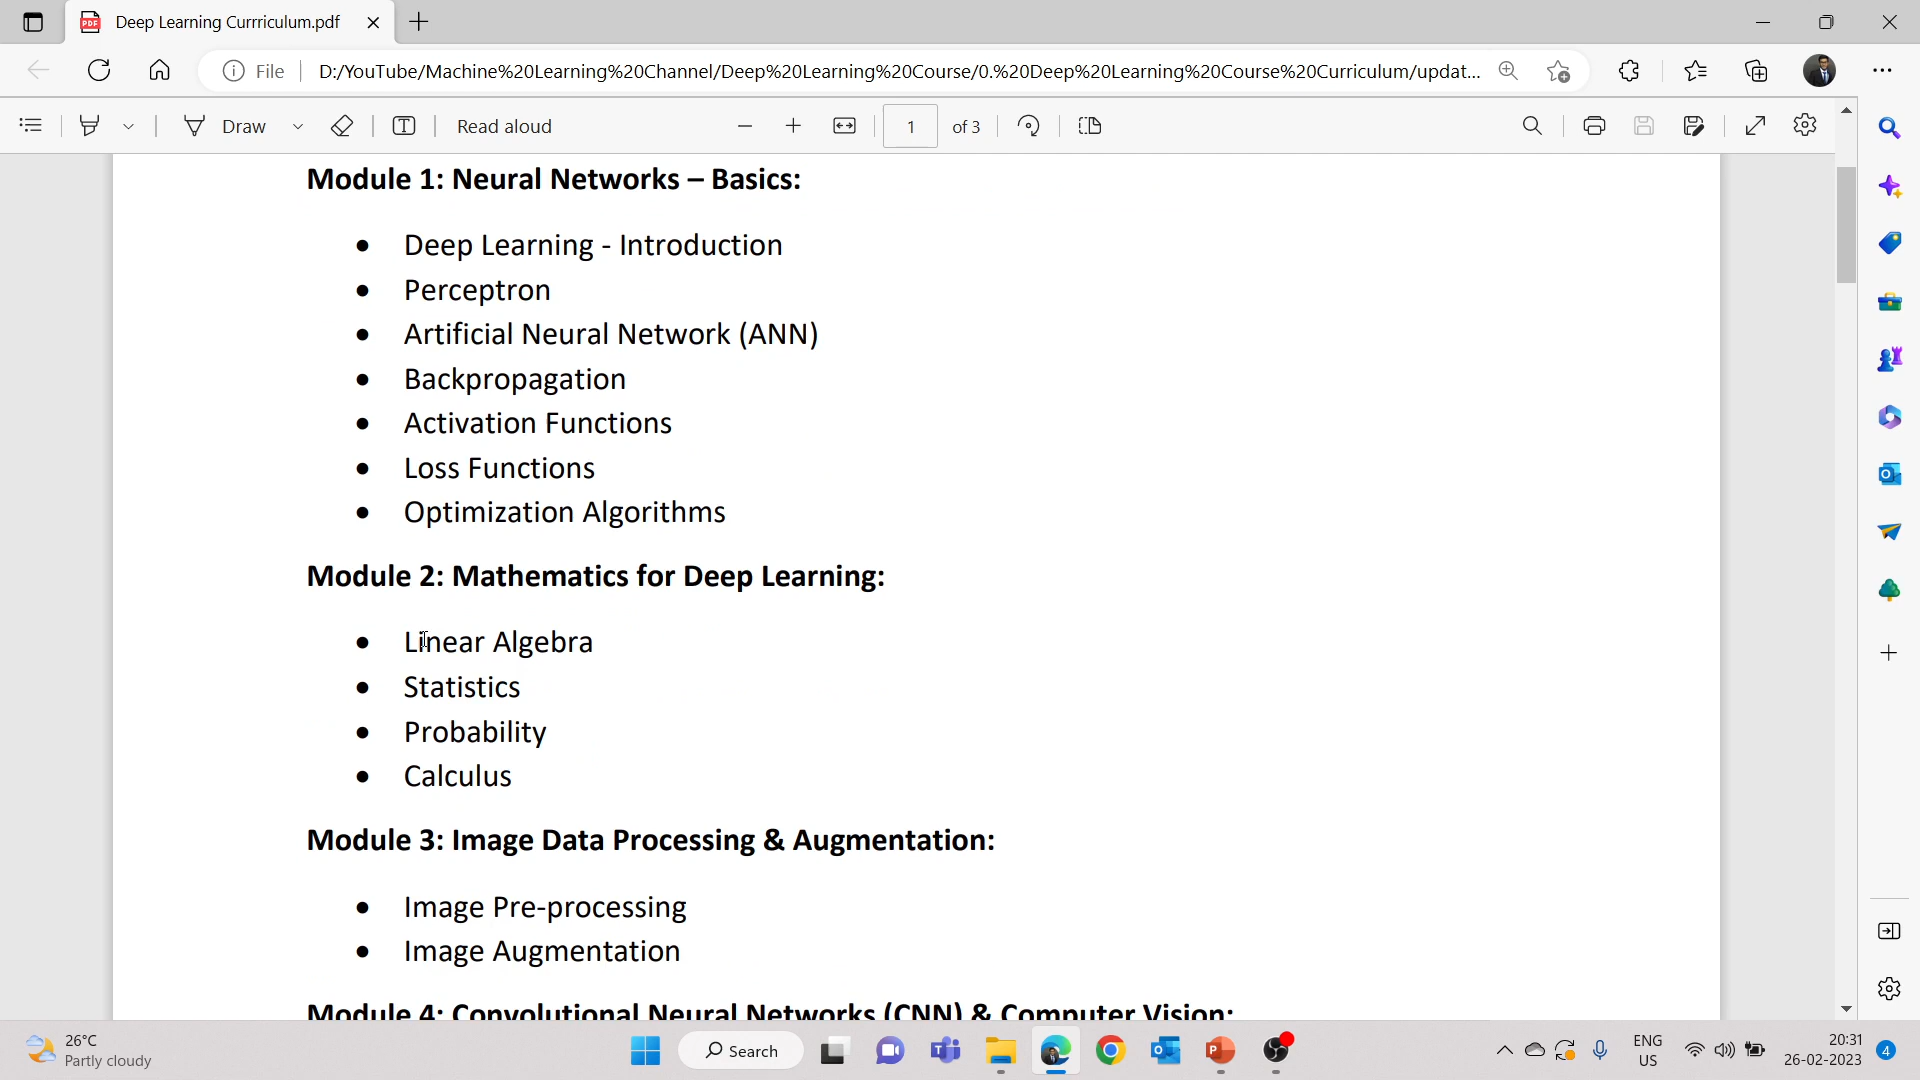 Deep Learning Currriculum.pdf
File
D:/YouTube/Machine%20Learning%20Channel/Deep%20Learning%20Course/0.%20Deep%20Learning%20Course%20Curriculum/updat...
Draw
Read aloud
1 of 3
Module 1: Neural Networks – Basics:
• Deep Learning - Introduction
• Perceptron
• Artificial Neural Network (ANN)
• Backpropagation
• Activation Functions
• Loss Functions
• Optimization Algorithms
Module 2: Mathematics for Deep Learning:
• Linear Algebra
• Statistics
• Probability
• Calculus
Module 3: Image Data Processing & Augmentation:
• Image Pre-processing
• Image Augmentation
Module 4: Convolutional Neural Networks (CNN) & Computer Vision:
26°C
Partly cloudy
Search
ENG
US
20:31
26-02-2023
4